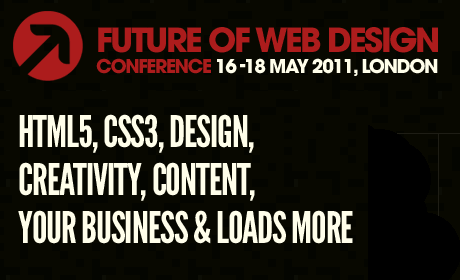 FUTURE OF WEB DESIGN
CONFERENCE 16-18 MAY 2011, LONDON
HTML5, CSS3, DESIGN,
CREATIVITY, CONTENT,
YOUR BUSINESS & LOADS MORE